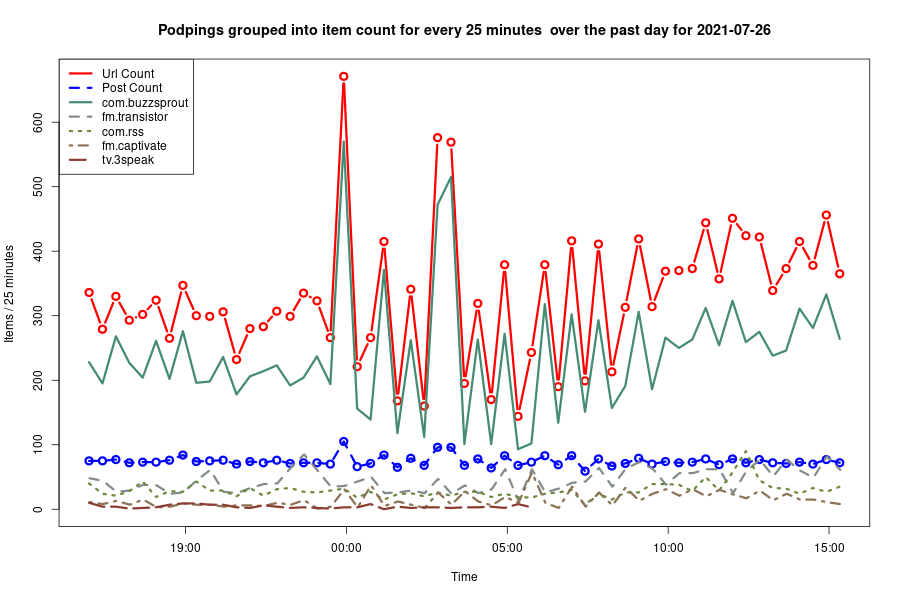 Podpings grouped into item count for every 25 minutes  over the past day for 2021-07-26
Url Count
Post Count
com.buzzsprout
fm.transistor
com.rss
fm.captivate
tv.3speak
Items / 25 minutes
600
500
400
300
200
100
0
19:00
00:00
05:00
10:00
15:00
Time